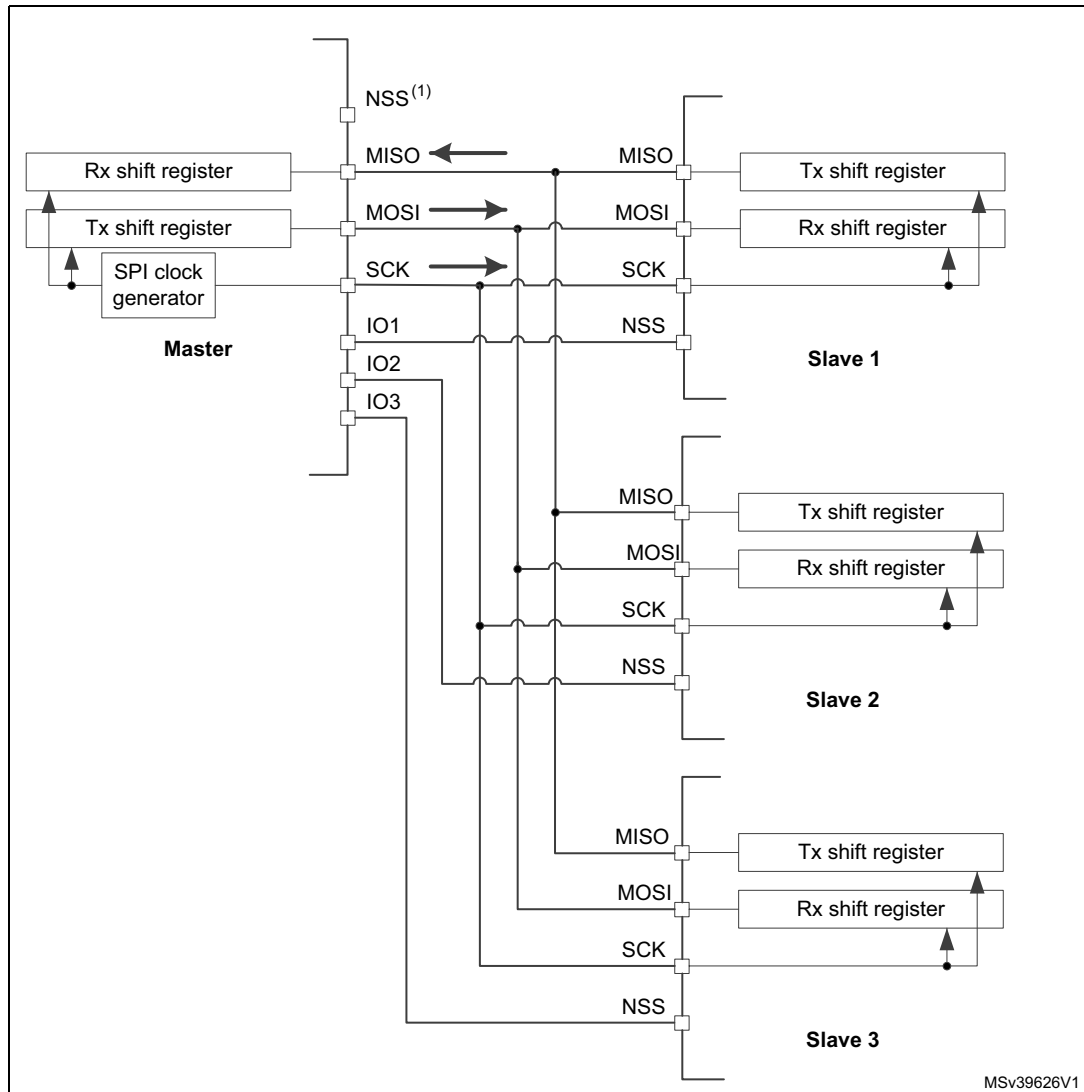 NSS(1)
MISO
MISO
Rx shift register
Tx shift register
MOSI
MOSI
Tx shift register
Rx shift register
SCK
SCK
SPI clock
generator
IO1
NSS
Master
Slave 1
IO2
IO3
MISO
Tx shift register
MOSI
Rx shift register
SCK
NSS
Slave 2
MISO
Tx shift register
MOSI
Rx shift register
SCK
NSS
Slave 3
MSv39626V1